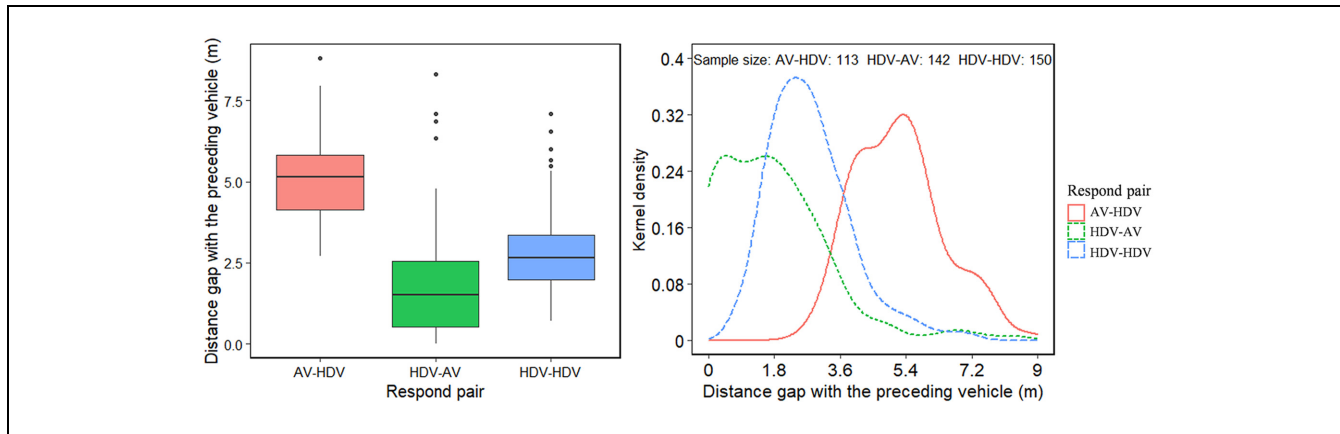 Distance gap with the preceding vehicle (m)
7.5
5.0
2.5
0.0
AV-HDV
HDV-AV
HDV-HDV
Respond pair
Sample size: AV-HDV: 113 HDV-AV: 142 HDV-HDV: 150
Kernel density
0.4
0.32
0.24
0.16
0.08
0
0
1.8
3.6
5.4
7.2
9
Distance gap with the preceding vehicle (m)
Respond pair
AV-HDV
HDV-AV
HDV-HDV